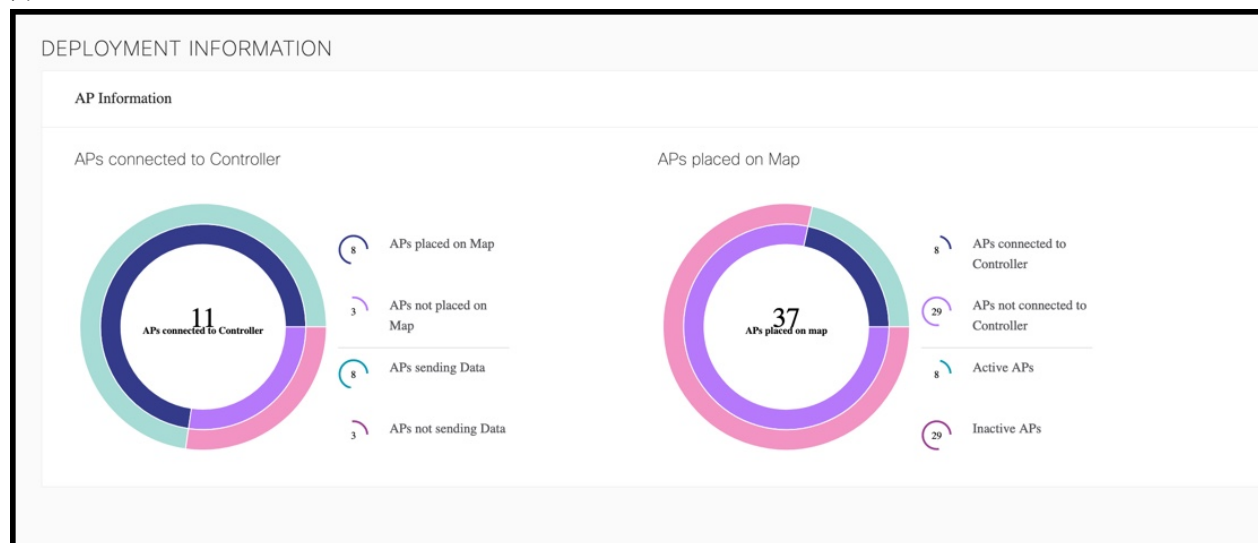 DEPLOYMENT INFORMATION
AP Information
APs connected to Controller
11
APs connected to Controller
8
APs placed on Map
3
APs not placed on
Map
8
APs sending Data
3
APs not sending Data
APs placed on Map
37
APs placed on map
8
APs connected to
Controller
29
APs not connected to
Controller
8
Active APs
29
Inactive APs